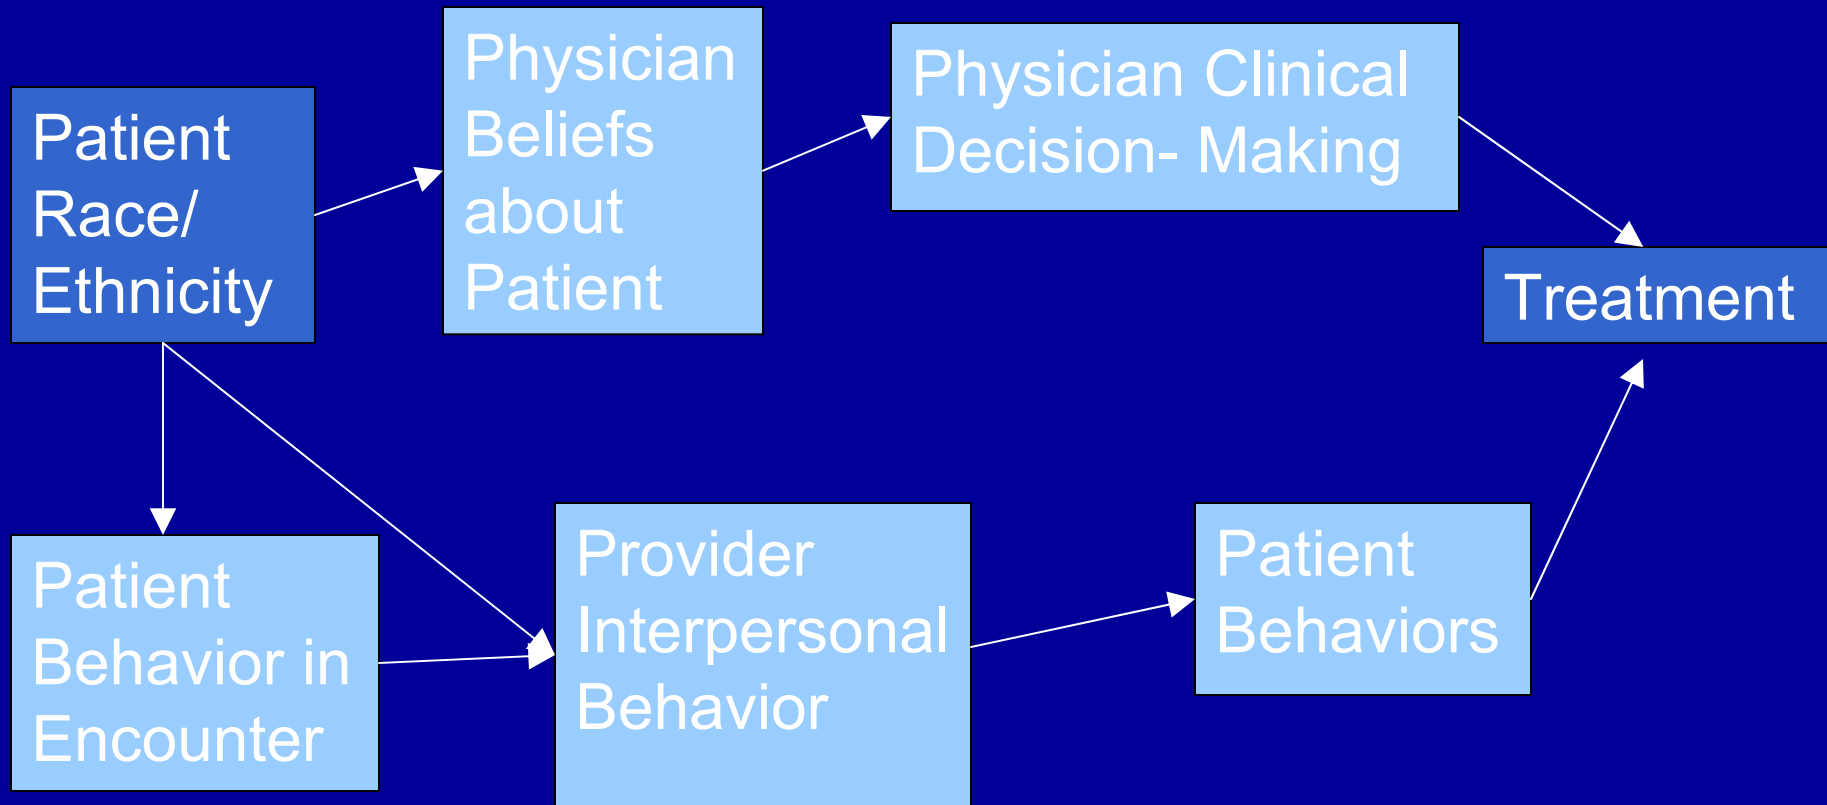 Patient
Race/
Ethnicity
Physician
Beliefs
about
Patient
Physician Clinical
Decision- Making
Treatment
Patient
Behavior in
Encounter
Provider
Interpersonal
Behavior
Patient
Behaviors